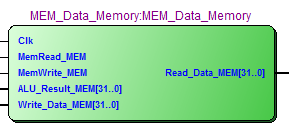 MEM_Data_Memory:MEM_Data_Memory
Clk
MemRead_MEM
MemWrite_MEM Read_Data_MEM[31..0]
ALU_Result_MEM[31..0]
Write_Data_MEM[31..0]